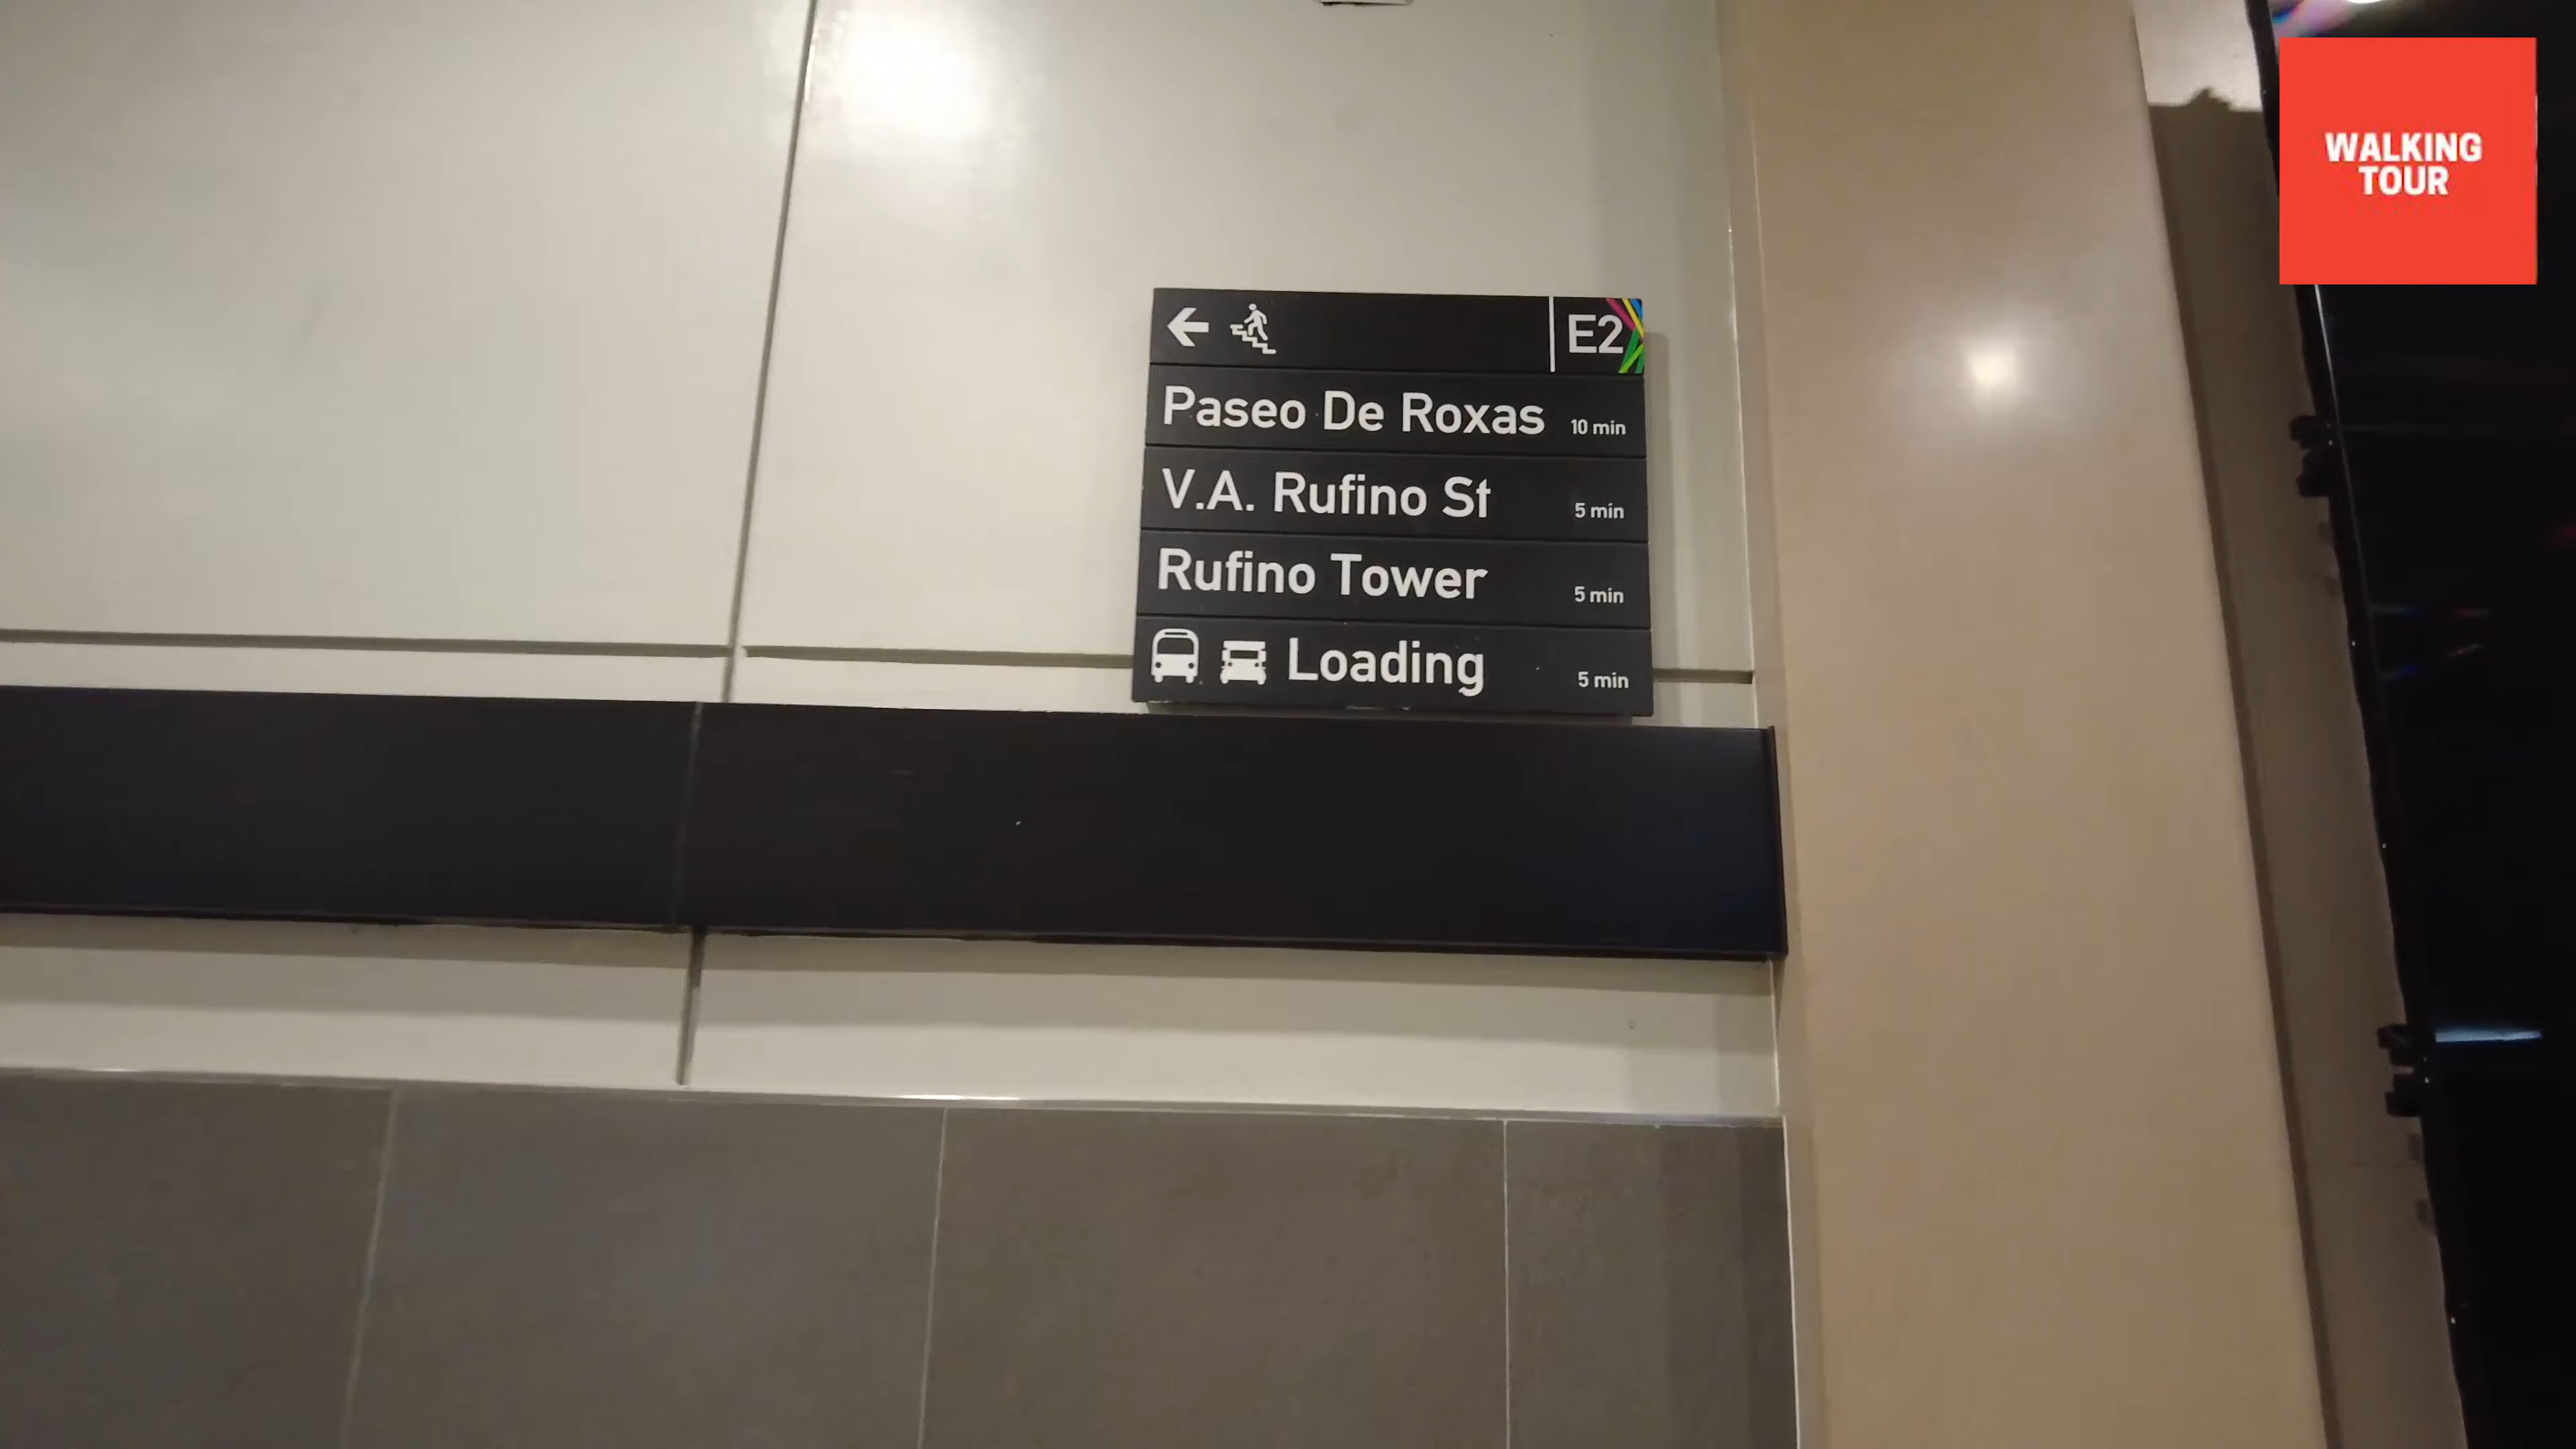 WALKING
TOUR
E2
Paseo De Roxas 10 min
V.A. Rufino St 5 min
Rufino Tower 5 min
Loading 5 min